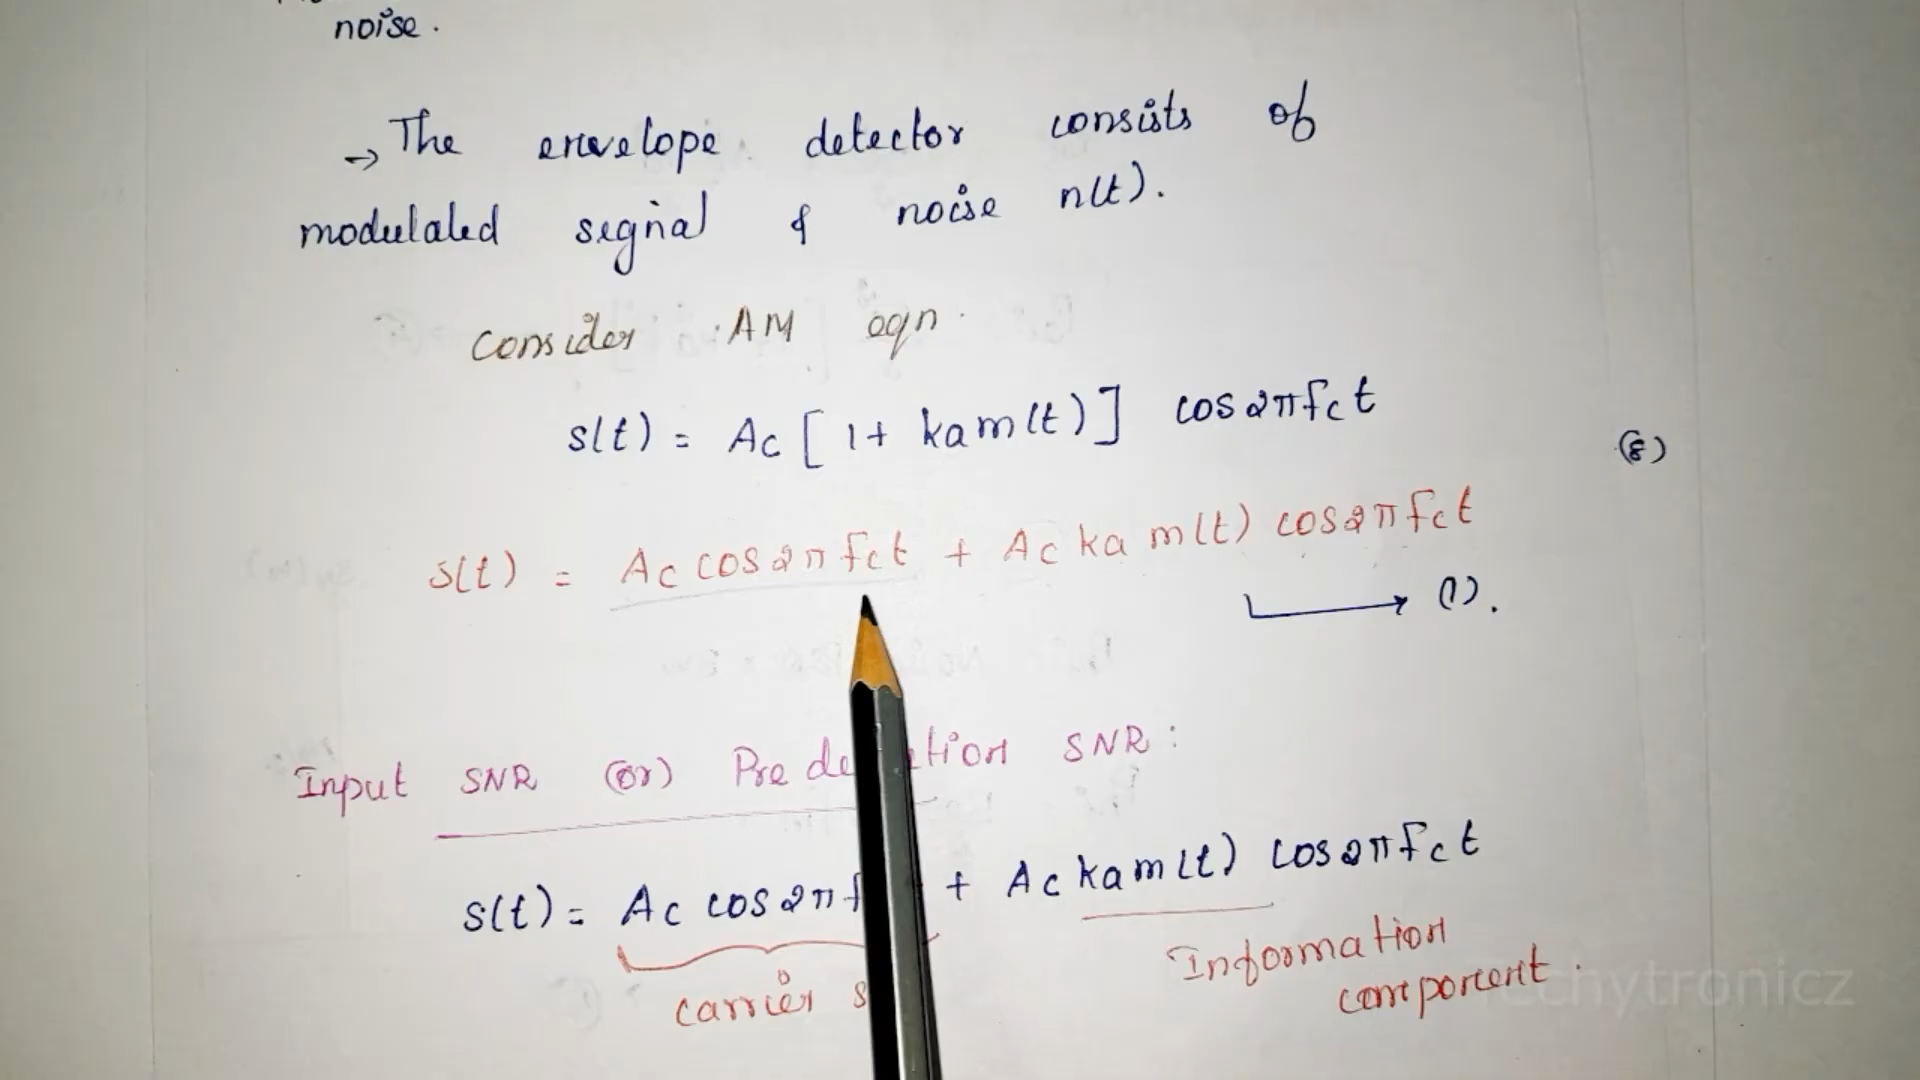 noise.
→ The envelope detector consists of
modulated signal & noise n(t).
Consider AM eqn.
s(t) = Ac [1+ kam(t)] cos2πfct
(8)
s(t) = Ac cos2πfct + Ac ka m(t) cos2πfct
→ (1).
Input SNR (or) Pre de tion SNR:
s(t) = Ac cos2πf + Ac kam(t) cos2πfct
carrier s Information
component.
chytronicz